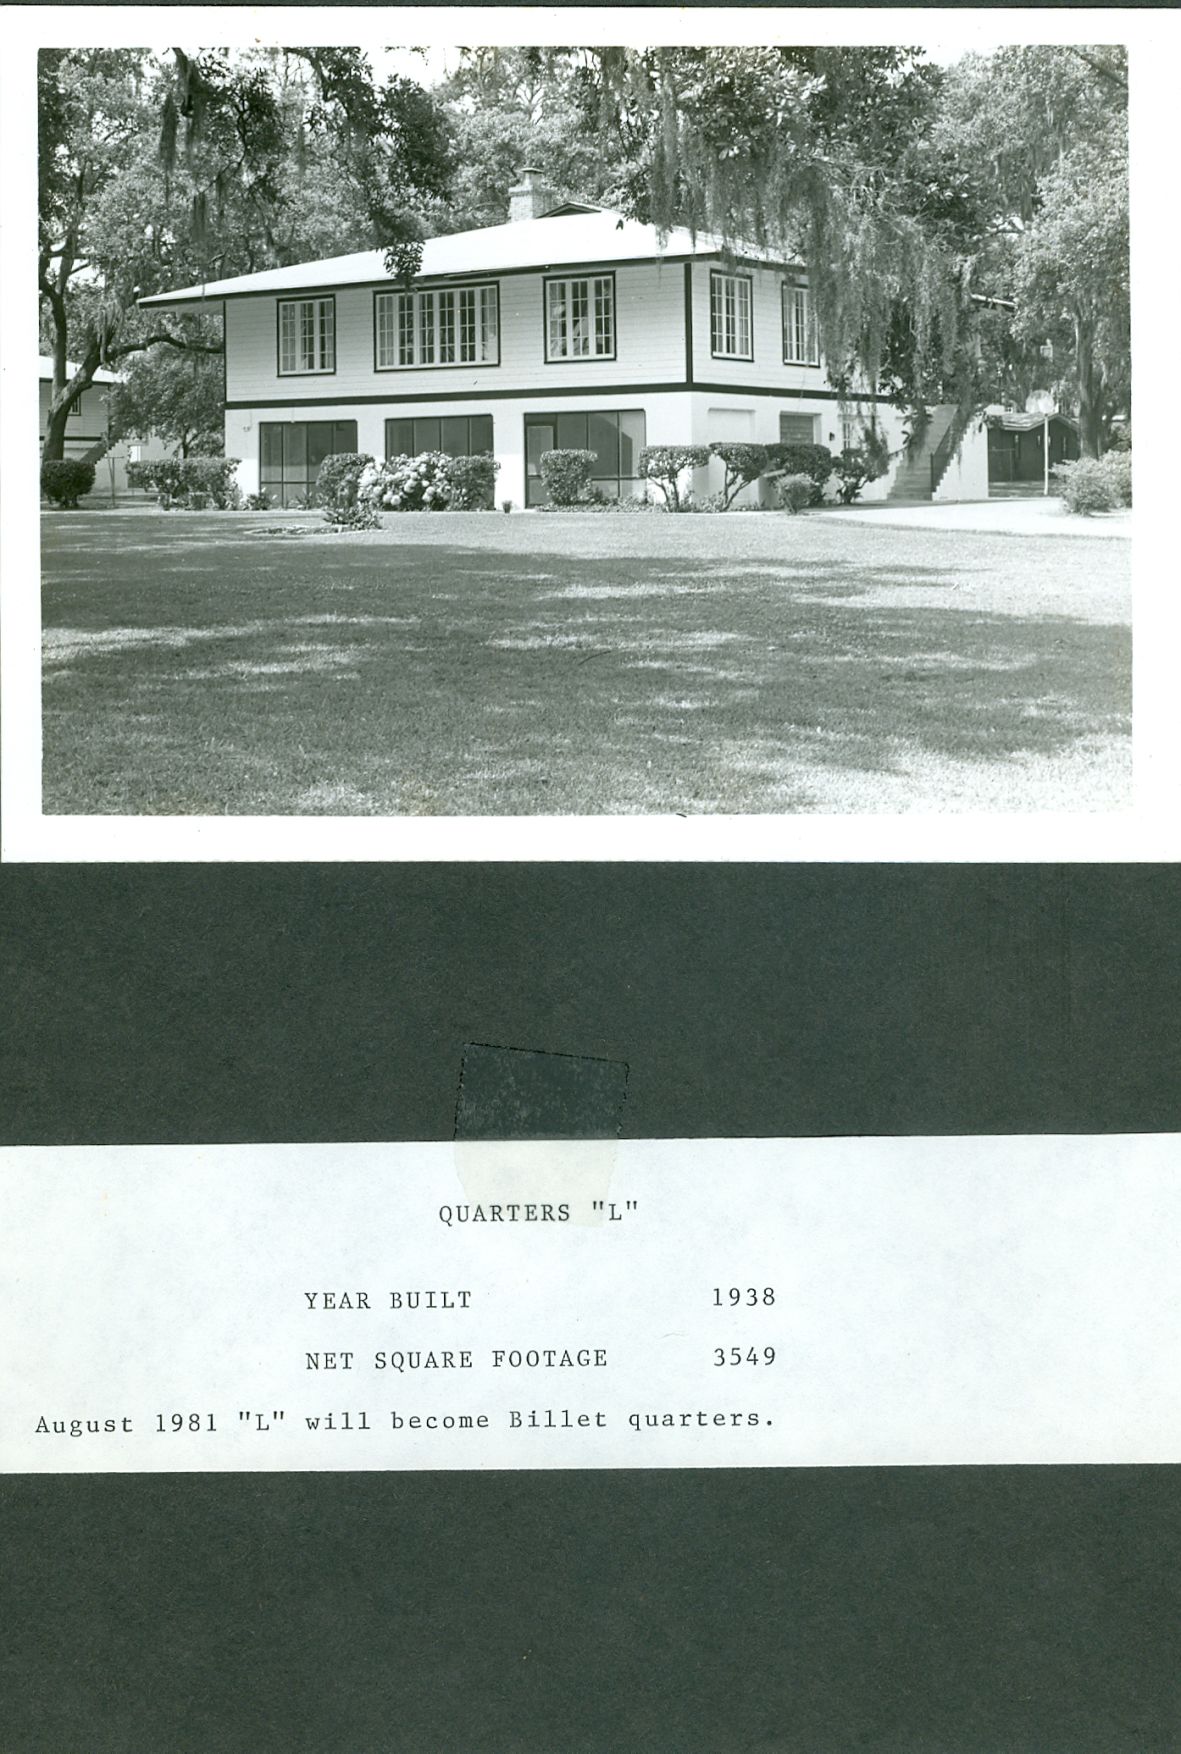 QUARTERS "L"
YEAR BUILT 1938
NET SQUARE FOOTAGE 3549
August 1981 "L" will become Billet quarters.